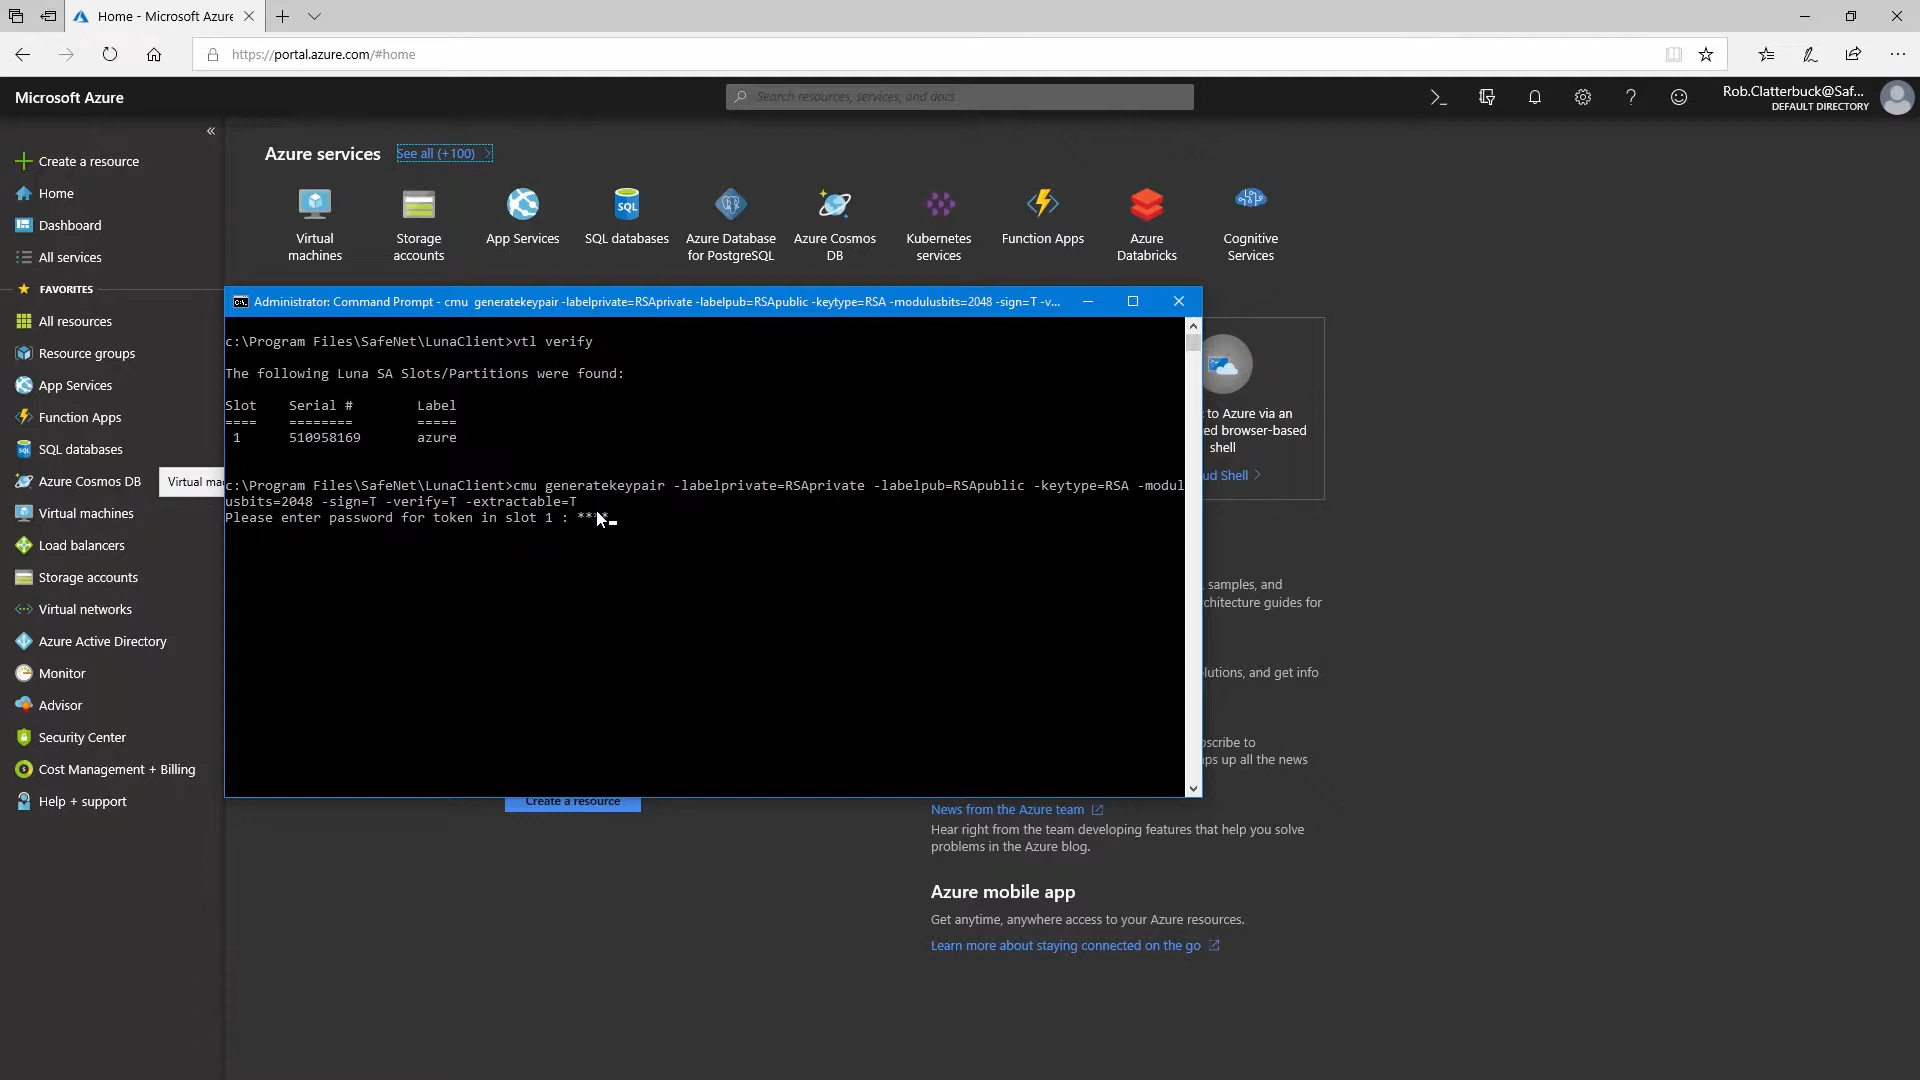 Home - Microsoft Azure
https://portal.azure.com/#home
Microsoft Azure
Search resources, services, and docs
Rob.Clatterbuck@Saf...
DEFAULT DIRECTORY
Create a resource
Home
Dashboard
All services
FAVORITES
All resources
Resource groups
App Services
Function Apps
SQL databases
Azure Cosmos DB
Virtual machines
Load balancers
Storage accounts
Virtual networks
Azure Active Directory
Monitor
Advisor
Security Center
Cost Management + Billing
Help + support
Virtual ma
Azure services
See all (+100)
Virtual
machines
Storage
accounts
App Services
SQL
SQL databases
Azure Database
for PostgreSQL
Azure Cosmos
DB
Kubernetes
services
Function Apps
Azure
Databricks
Cognitive
Services
Administrator: Command Prompt - cmu generatekeypair -labelprivate=RSAprivate -labelpub=RSApublic -keytype=RSA -modulusbits=2048 -sign=T -v...
c:\Program Files\SafeNet\LunaClient>vtl verify
The following Luna SA Slots/Partitions were found:
Slot Serial # Label
==== ======== =====
1 510958169 azure
c:\Program Files\SafeNet\LunaClient>cmu generatekeypair -labelprivate=RSAprivate -labelpub=RSApublic -keytype=RSA -modul
usbits=2048 -sign=T -verify=T -extractable=T
Please enter password for token in slot 1 : ****
to Azure via an
ed browser-based
shell
ud Shell
, samples, and
chitecture guides for
lutions, and get info
bscribe to
ps up all the news
Create a resource
News from the Azure team
Hear right from the team developing features that help you solve
problems in the Azure blog.
Azure mobile app
Get anytime, anywhere access to your Azure resources.
Learn more about staying connected on the go